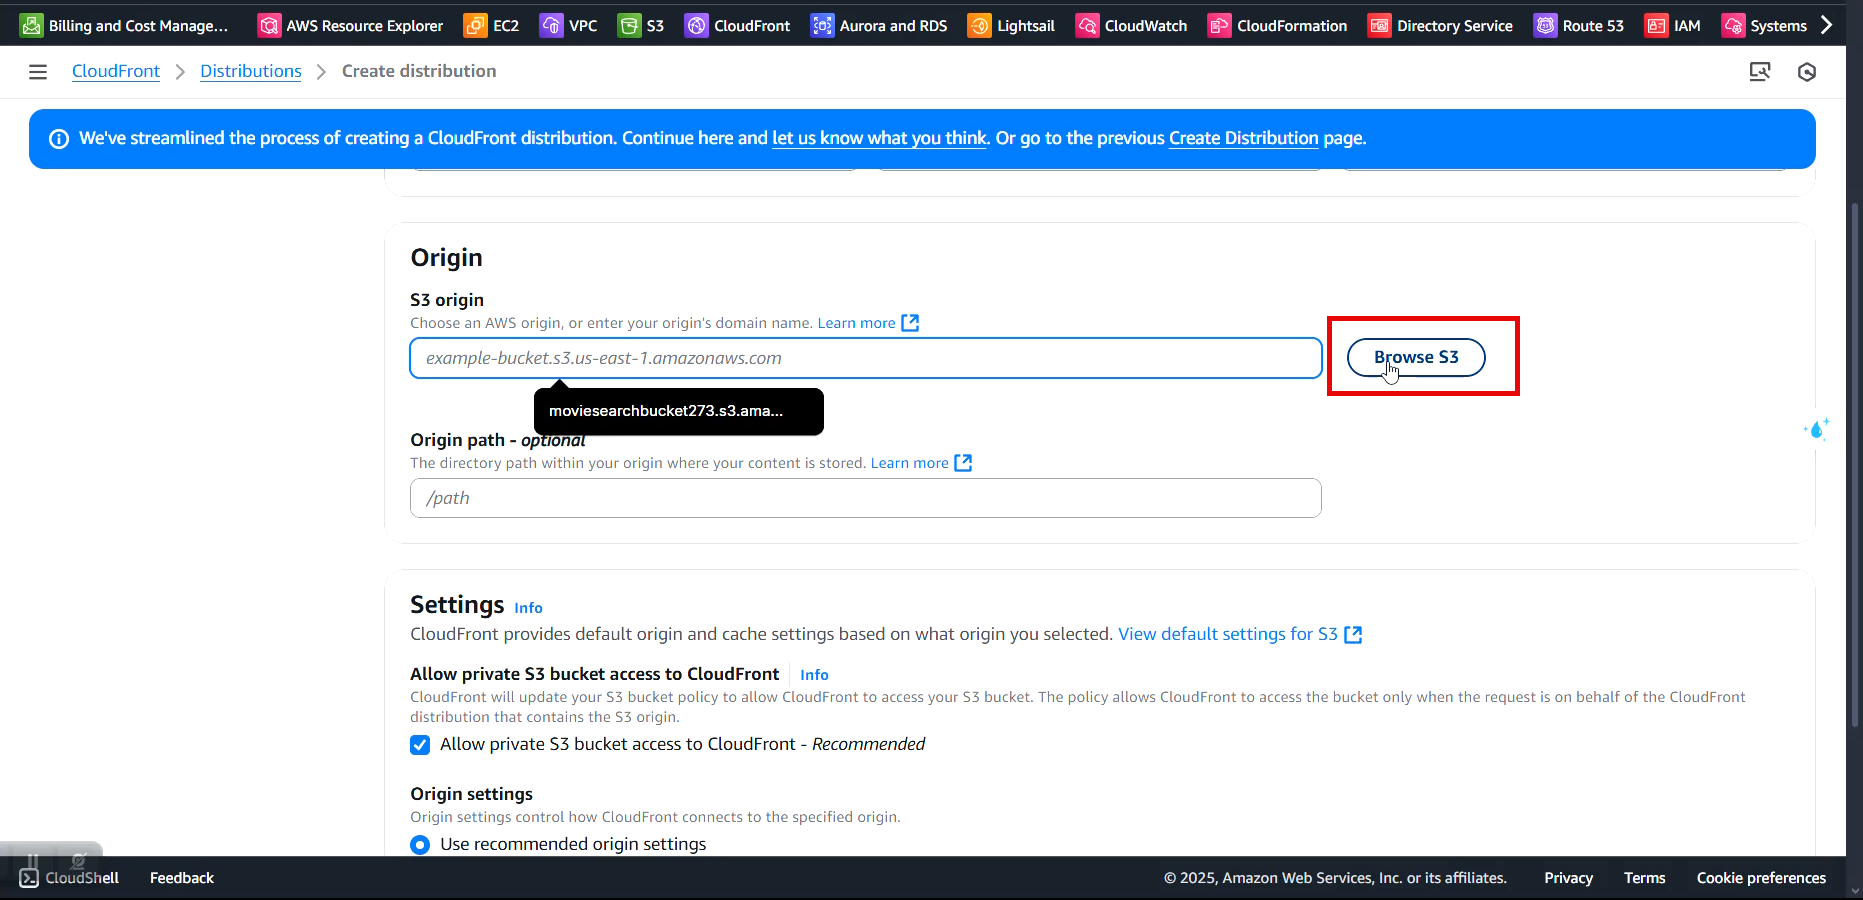 Billing and Cost Manage... AWS Resource Explorer EC2 VPC S3 CloudFront Aurora and RDS Lightsail CloudWatch CloudFormation Directory Service Route 53 IAM Systems
CloudFront > Distributions > Create distribution
We've streamlined the process of creating a CloudFront distribution. Continue here and let us know what you think. Or go to the previous Create Distribution page.
Origin
S3 origin
Choose an AWS origin, or enter your origin's domain name. Learn more
example-bucket.s3.us-east-1.amazonaws.com
Browse S3
moviesearchbucket273.s3.ama...
Origin path - optional
The directory path within your origin where your content is stored. Learn more
/path
Settings Info
CloudFront provides default origin and cache settings based on what origin you selected. View default settings for S3
Allow private S3 bucket access to CloudFront Info
CloudFront will update your S3 bucket policy to allow CloudFront to access your S3 bucket. The policy allows CloudFront to access the bucket only when the request is on behalf of the CloudFront
distribution that contains the S3 origin.
Allow private S3 bucket access to CloudFront - Recommended
Origin settings
Origin settings control how CloudFront connects to the specified origin.
Use recommended origin settings
CloudShell Feedback © 2025, Amazon Web Services, Inc. or its affiliates. Privacy Terms Cookie preferences